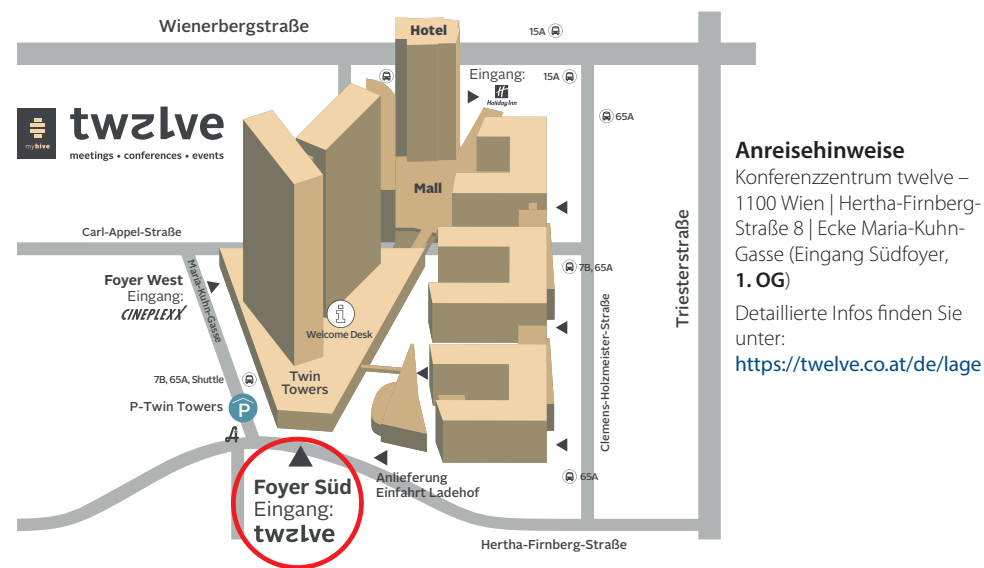 Wienerbergstraße
Hotel
15A
Eingang:
Holiday Inn
15A
65A
myhive
twelve
meetings • conferences • events
Mall
Carl-Appel-Straße
Maria-Kuhn-Gasse
Foyer West
Eingang:
CINEPLEXX
7B, 65A
Welcome Desk
Clemens-Holzmeister-Straße
Triesterstraße
7B, 65A, Shuttle
Twin
Towers
P-Twin Towers
P
65A
Foyer Süd
Eingang:
twelve
Anlieferung
Einfahrt Ladehof
Hertha-Firnberg-Straße
Anreisehinweise
Konferenzzentrum twelve –
1100 Wien | Hertha-Firnberg-
Straße 8 | Ecke Maria-Kuhn-
Gasse (Eingang Südfoyer,
1. OG)
Detaillierte Infos finden Sie
unter:
https://twelve.co.at/de/lage